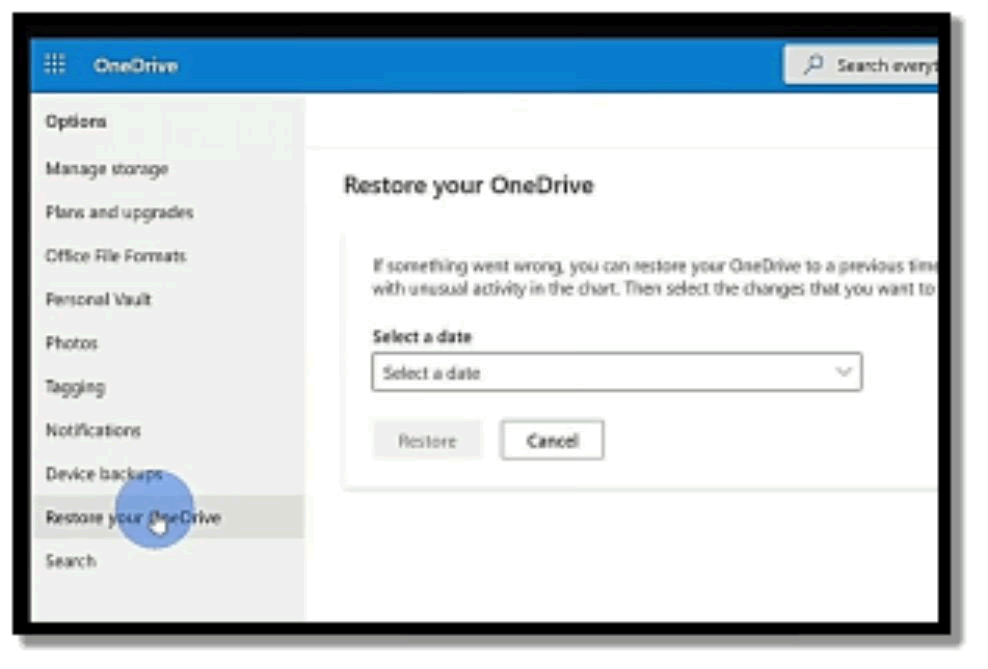 OneDrive
Search everyt
Options
Manage storage
Plans and upgrades
Office File Formats
Personal Vault
Photos
Tagging
Notifications
Device backups
Restore your OneDrive
Search
Restore your OneDrive
If something went wrong, you can restore your OneDrive to a previous time
with unusual activity in the chart. Then select the changes that you want to
Select a date
Select a date
Restore
Cancel